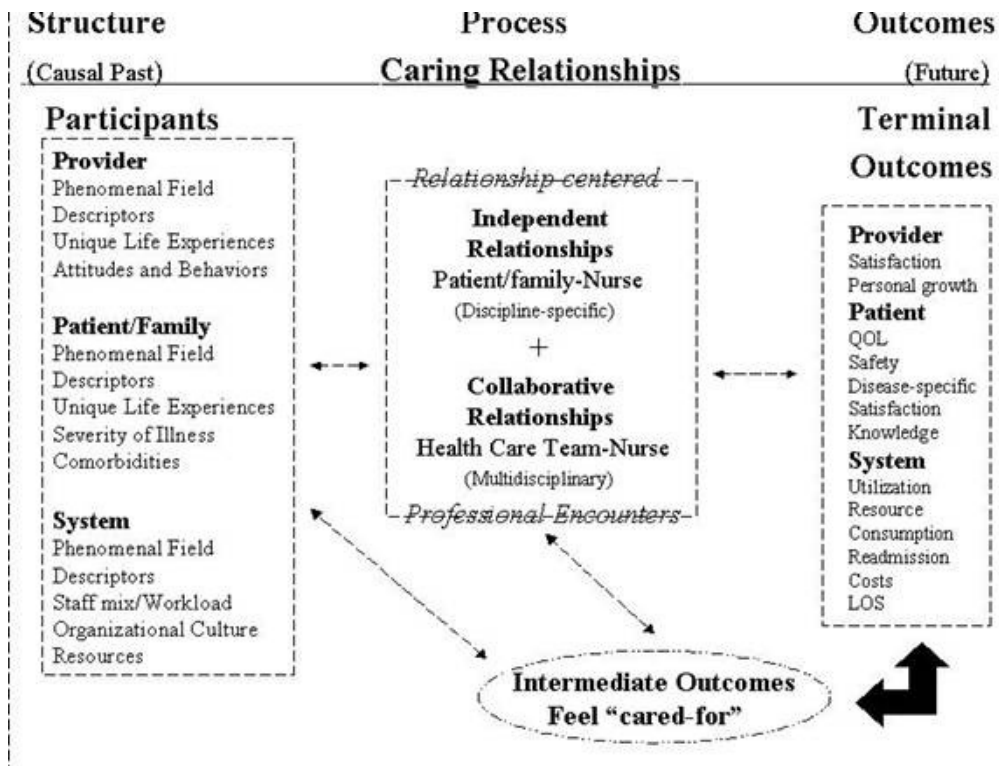 Structure
Process
Outcomes
(Causal Past)
Caring Relationships
(Future)
Participants
Provider
Phenomenal Field
Descriptors
Unique Life Experiences
Attitudes and Behaviors
Patient/Family
Phenomenal Field
Descriptors
Unique Life Experiences
Severity of Illness
Comorbidities
System
Phenomenal Field
Descriptors
Staff mix/Workload
Organizational Culture
Resources
Relationship centered
Independent
Relationships
Patient/family-Nurse
(Discipline-specific)
+
Collaborative
Relationships
Health Care Team-Nurse
(Multidisciplinary)
Professional Encounters
Intermediate Outcomes
Feel “cared-for”
Terminal
Outcomes
Provider
Satisfaction
Personal growth
Patient
QOL
Safety
Disease-specific
Satisfaction
Knowledge
System
Utilization
Resource
Consumption
Readmission
Costs
LOS